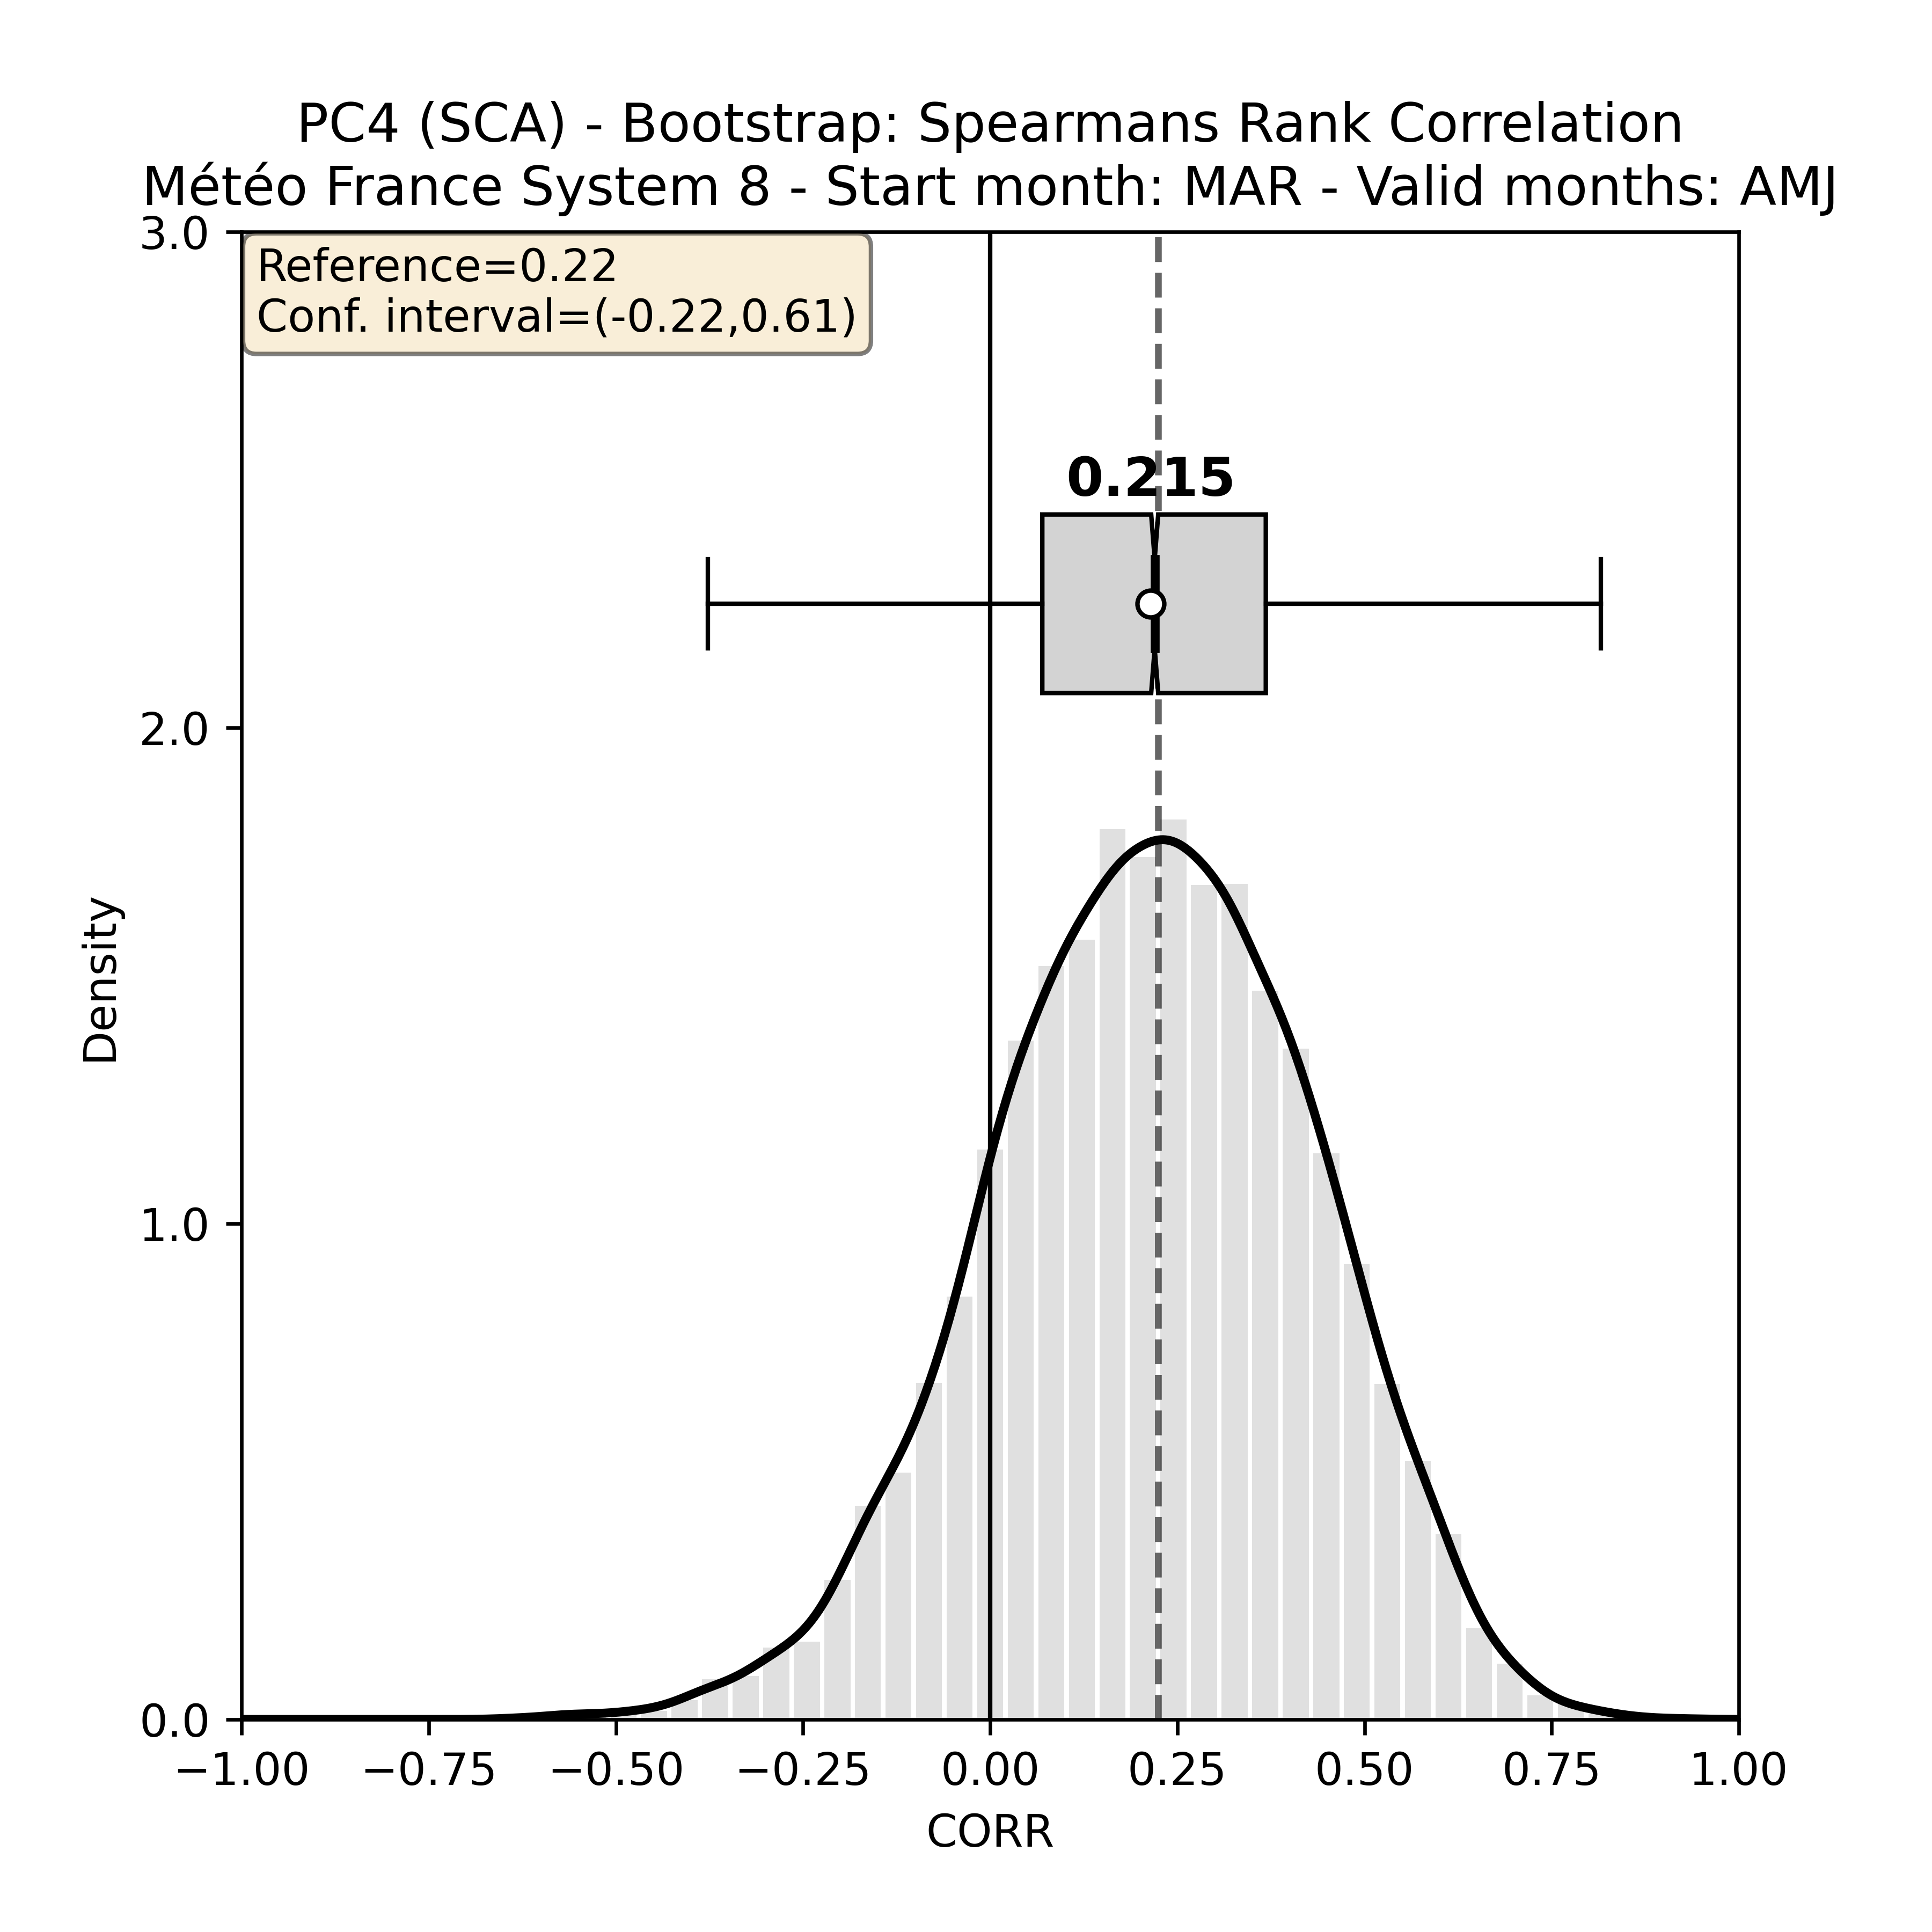 PC4 (SCA) - Bootstrap: Spearmans Rank Correlation
Météo France System 8 - Start month: MAR - Valid months: AMJ
3.0
Reference=0.22
Conf. interval=(-0.22,0.61)
0.215
2.0
Density
1.0
0.0
−1.00 −0.75 −0.50 −0.25 0.00 0.25 0.50 0.75 1.00
CORR